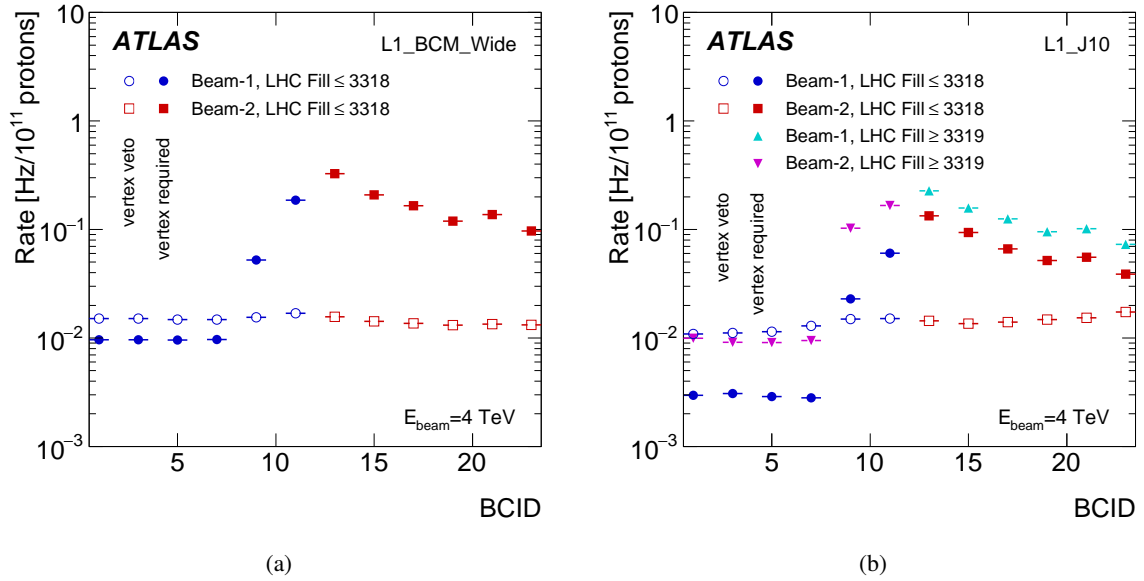 Rate [Hz/10¹¹ protons]
10
1
10⁻¹
10⁻²
10⁻³
ATLAS
L1_BCM_Wide
Beam-1, LHC Fill ≤ 3318
Beam-2, LHC Fill ≤ 3318
vertex veto
vertex required
E_beam=4 TeV
5 10 15 20
BCID
(a)
Rate [Hz/10¹¹ protons]
10
1
10⁻¹
10⁻²
10⁻³
ATLAS
L1_J10
Beam-1, LHC Fill ≤ 3318
Beam-2, LHC Fill ≤ 3318
Beam-1, LHC Fill ≥ 3319
Beam-2, LHC Fill ≥ 3319
vertex veto
vertex required
E_beam=4 TeV
5 10 15 20
BCID
(b)